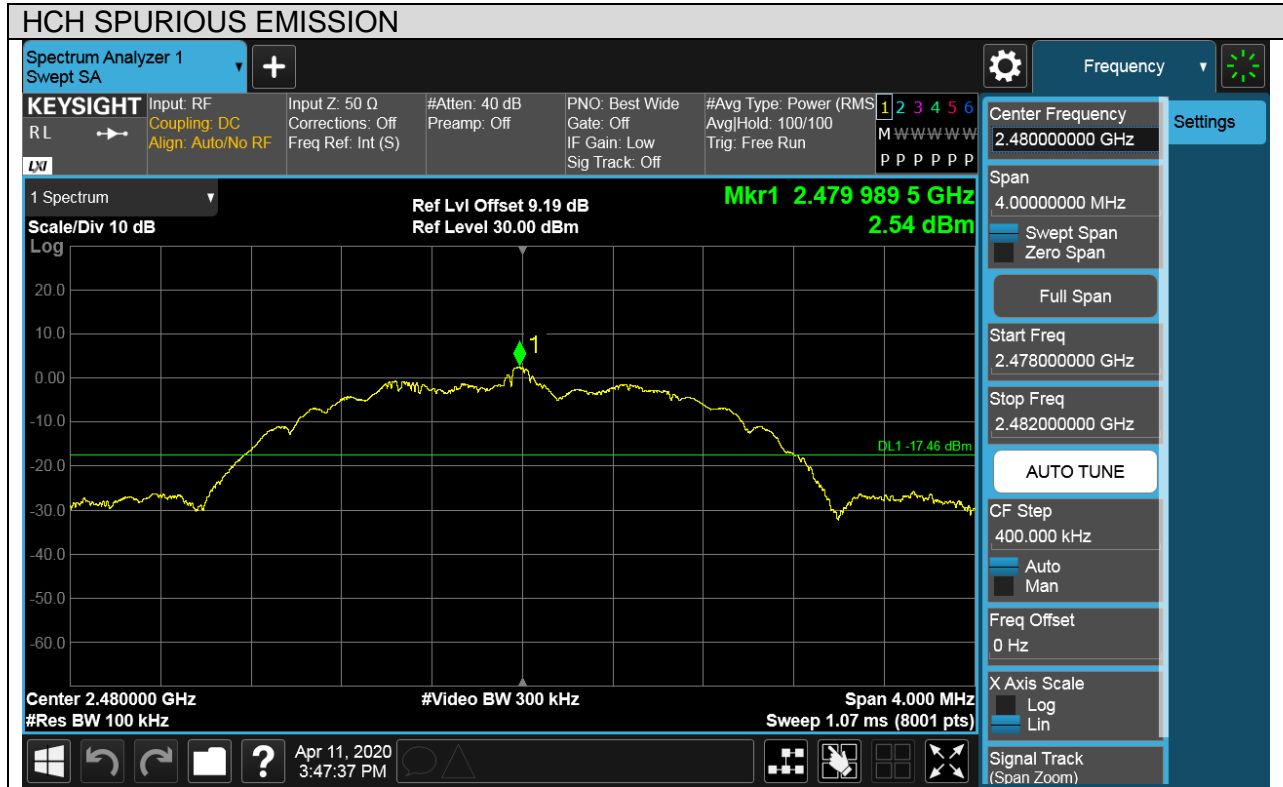 HCH SPURIOUS EMISSION
Spectrum Analyzer 1
Swept SA
Frequency
KEYSIGHT
RL
LXI
Input: RF
Coupling: DC
Align: Auto/No RF
Input Z: 50 Ω
Corrections: Off
Freq Ref: Int (S)
#Atten: 40 dB
Preamp: Off
PNO: Best Wide
Gate: Off
IF Gain: Low
Sig Track: Off
#Avg Type: Power (RMS
Avg|Hold: 100/100
Trig: Free Run
1 2 3 4 5 6
M W W W W W
P P P P P P
1 Spectrum
Scale/Div 10 dB
Ref Lvl Offset 9.19 dB
Ref Level 30.00 dBm
Mkr1 2.479 989 5 GHz
2.54 dBm
Log
20.0
10.0
0.00
-10.0
-20.0
-30.0
-40.0
-50.0
-60.0
1
DL1 -17.46 dBm
Center 2.480000 GHz
#Res BW 100 kHz
#Video BW 300 kHz
Span 4.000 MHz
Sweep 1.07 ms (8001 pts)
Center Frequency
2.480000000 GHz
Settings
Span
4.00000000 MHz
Swept Span
Zero Span
Full Span
Start Freq
2.478000000 GHz
Stop Freq
2.482000000 GHz
AUTO TUNE
CF Step
400.000 kHz
Auto
Man
Freq Offset
0 Hz
X Axis Scale
Log
Lin
Signal Track
(Span Zoom)
?
Apr 11, 2020
3:47:37 PM